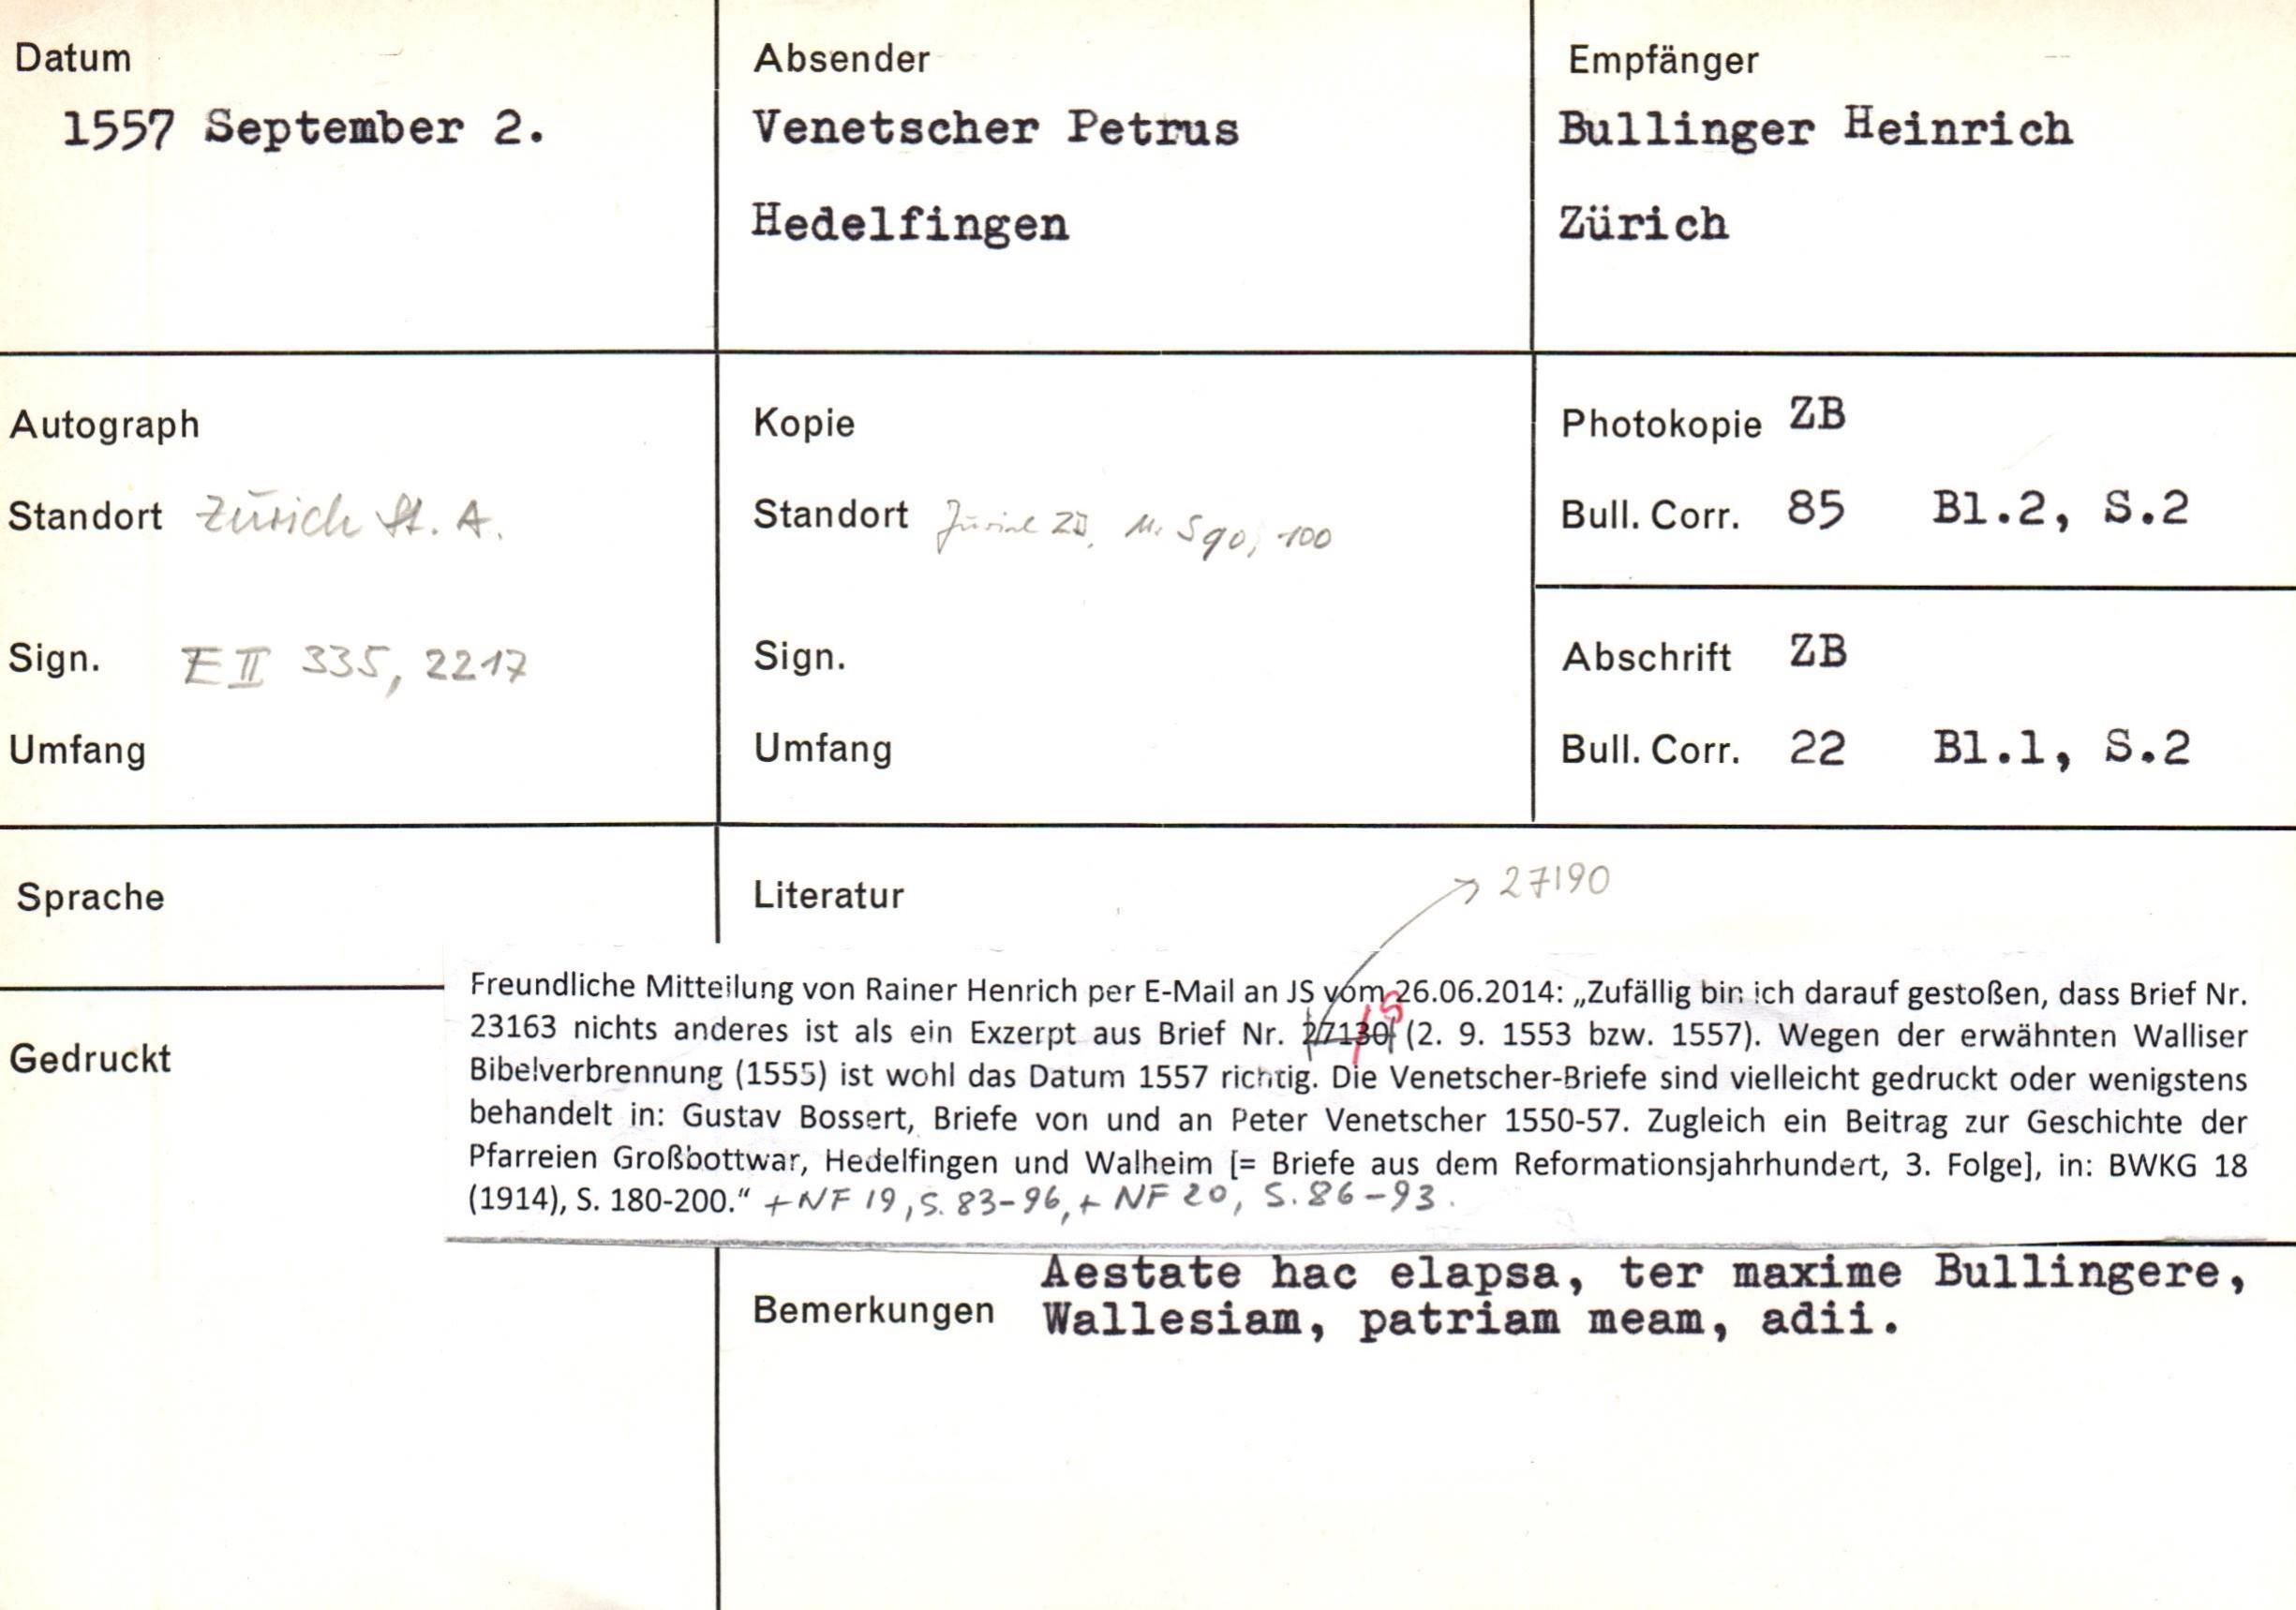 Datum
1557 September 2.
Absender
Venetscher Petrus
Hedelfingen
Empfänger
Bullinger Heinrich
Zürich
Autograph
Standort Zürich St. A.
Sign. E II 335, 2217
Umfang
Kopie
Standort ZB, Ms S 90, 100
Sign.
Umfang
Photokopie ZB
Bull. Corr. 85 Bl.2, S.2
Abschrift ZB
Bull. Corr. 22 Bl.1, S.2
Sprache
Literatur
27190
Freundliche Mitteilung von Rainer Henrich per E-Mail an JS vom 26.06.2014: „Zufällig bin ich darauf gestoßen, dass Brief Nr.
23163 nichts anderes ist als ein Exzerpt aus Brief Nr. 27130 (2. 9. 1553 bzw. 1557). Wegen der erwähnten Walliser
Bibelverbrennung (1555) ist wohl das Datum 1557 richtig. Die Venetscher-Briefe sind vielleicht gedruckt oder wenigstens
behandelt in: Gustav Bossert, Briefe von und an Peter Venetscher 1550-57. Zugleich ein Beitrag zur Geschichte der
Pfarreien Großbottwar, Hedelfingen und Walheim [= Briefe aus dem Reformationsjahrhundert, 3. Folge], in: BWKG 18
(1914), S. 180-200.“ + NF 19, S. 83-96, + NF 20, S. 86-93.
Gedruckt
Bemerkungen
Aestate hac elapsa, ter maxime Bullingere,
Wallesiam, patriam meam, adii.